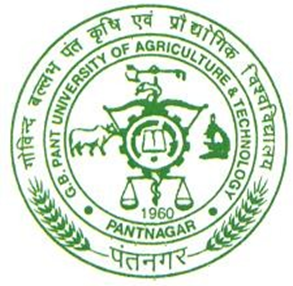 गोविन्द बल्लभ पंत कृषि एवं प्रौद्योगिक विश्वविद्यालय
G.B. PANT UNIVERSITY OF AGRICULTURE & TECHNOLOGY
1960
PANTNAGAR
पंतनगर